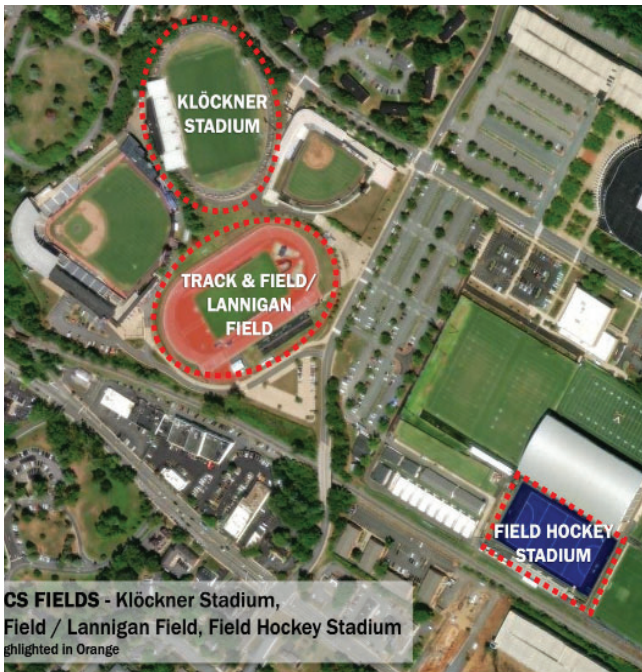 KLÖCKNER
STADIUM
TRACK & FIELD/
LANNIGAN
FIELD
FIELD HOCKEY
STADIUM
CS FIELDS - Klöckner Stadium,
Field / Lannigan Field, Field Hockey Stadium
ghlighted in Orange